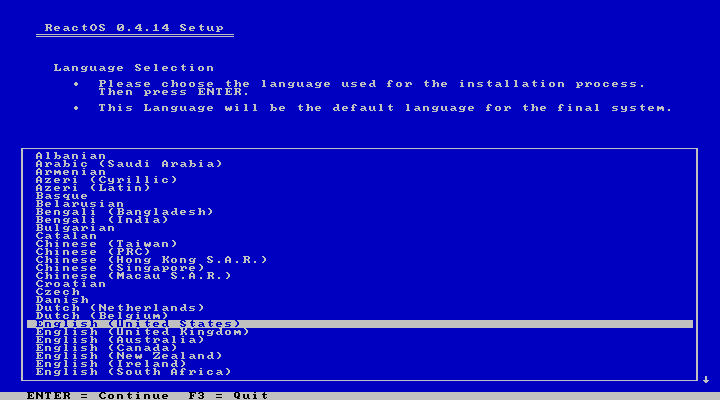 ReactOS 0.4.14 Setup
Language Selection
• Please choose the language used for the installation process.
Then press ENTER.
• This Language will be the default language for the final system.
Albanian
Arabic (Saudi Arabia)
Armenian
Azeri (Cyrillic)
Azeri (Latin)
Basque
Belarusian
Bengali (Bangladesh)
Bengali (India)
Bulgarian
Catalan
Chinese (Taiwan)
Chinese (PRC)
Chinese (Hong Kong S.A.R.)
Chinese (Singapore)
Chinese (Macau S.A.R.)
Croatian
Czech
Danish
Dutch (Netherlands)
Dutch (Belgium)
English (United States)
English (United Kingdom)
English (Australia)
English (Canada)
English (New Zealand)
English (Ireland)
English (South Africa)
ENTER = Continue  F3 = Quit